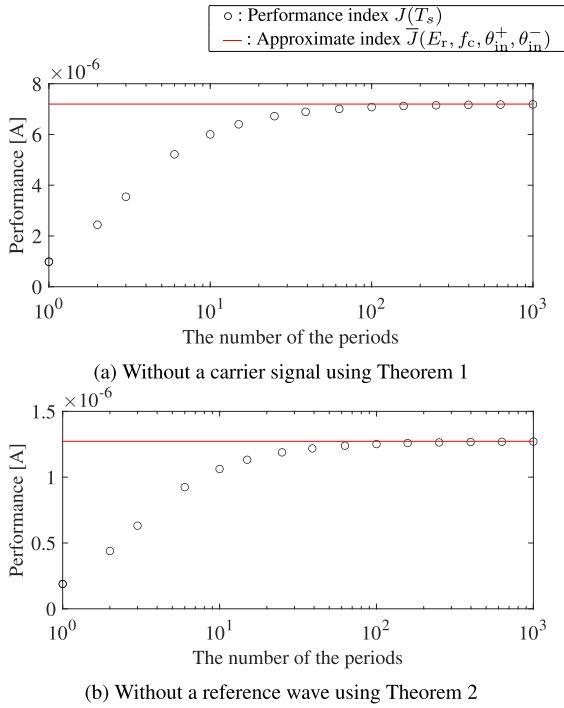 ○ : Performance index J(T_s)
— : Approximate index J̅(E_r, f_c, θ_in^+, θ_in^−)
×10^-6
8
6
4
2
0
Performance [A]
10^0 10^1 10^2 10^3
The number of the periods
(a) Without a carrier signal using Theorem 1
×10^-6
1.5
1
0.5
0
Performance [A]
10^0 10^1 10^2 10^3
The number of the periods
(b) Without a reference wave using Theorem 2